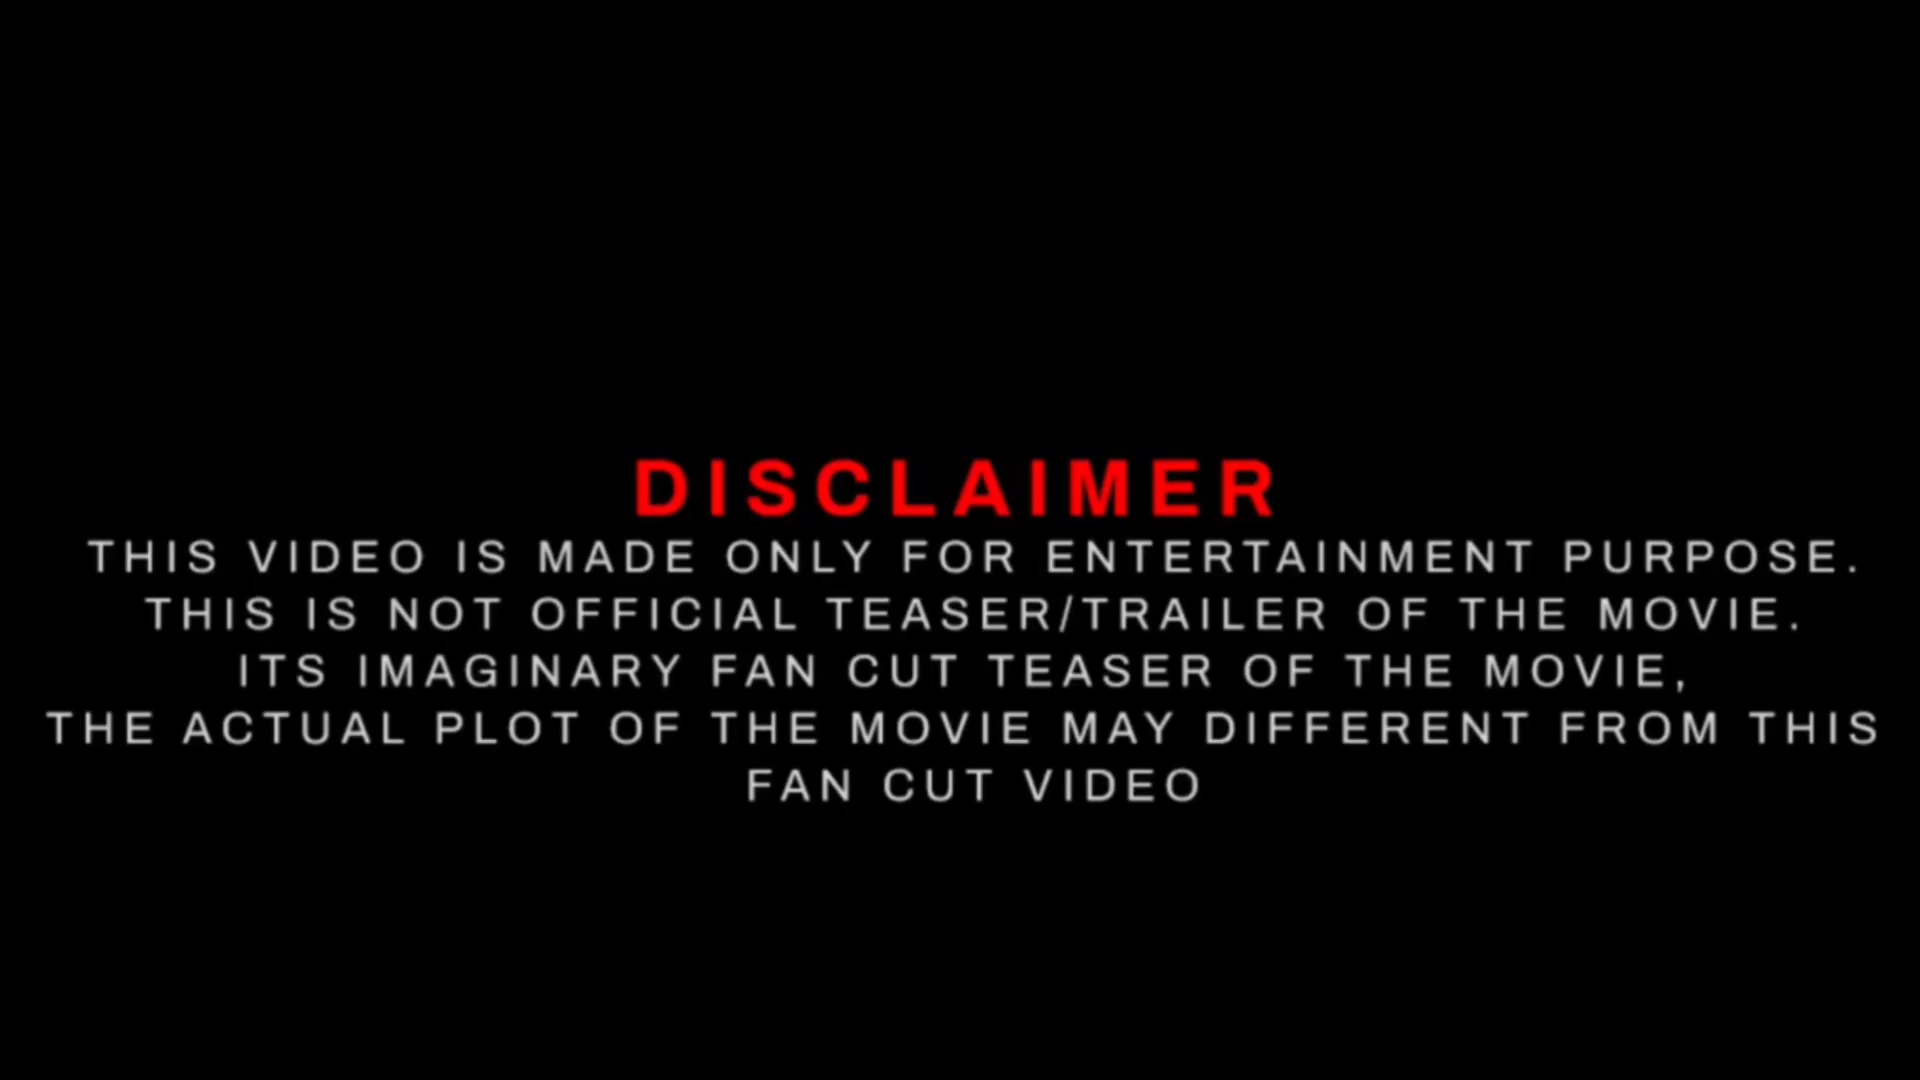 DISCLAIMER
THIS VIDEO IS MADE ONLY FOR ENTERTAINMENT PURPOSE.
THIS IS NOT OFFICIAL TEASER/TRAILER OF THE MOVIE.
ITS IMAGINARY FAN CUT TEASER OF THE MOVIE,
THE ACTUAL PLOT OF THE MOVIE MAY DIFFERENT FROM THIS
FAN CUT VIDEO